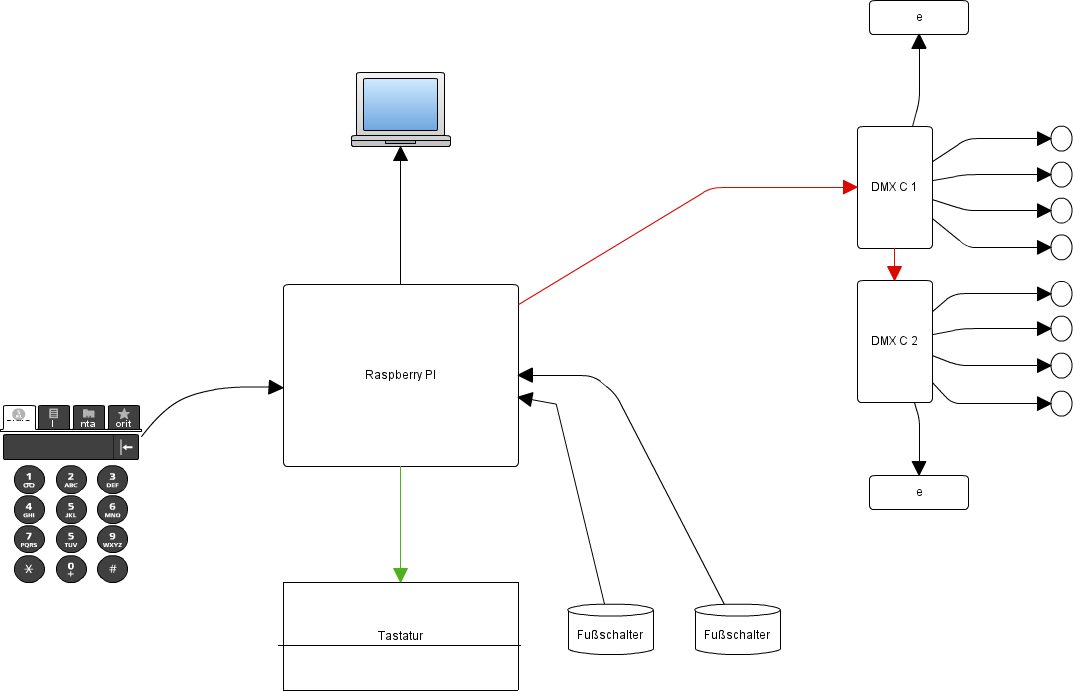 e
DMX C 1
DMX C 2
Raspberry PI
l
nta
orit
1
2
ABC
3
DEF
4
GHI
5
JKL
6
MNO
7
PQRS
5
TUV
9
WXYZ
0
+
#
e
Tastatur
Fußschalter
Fußschalter